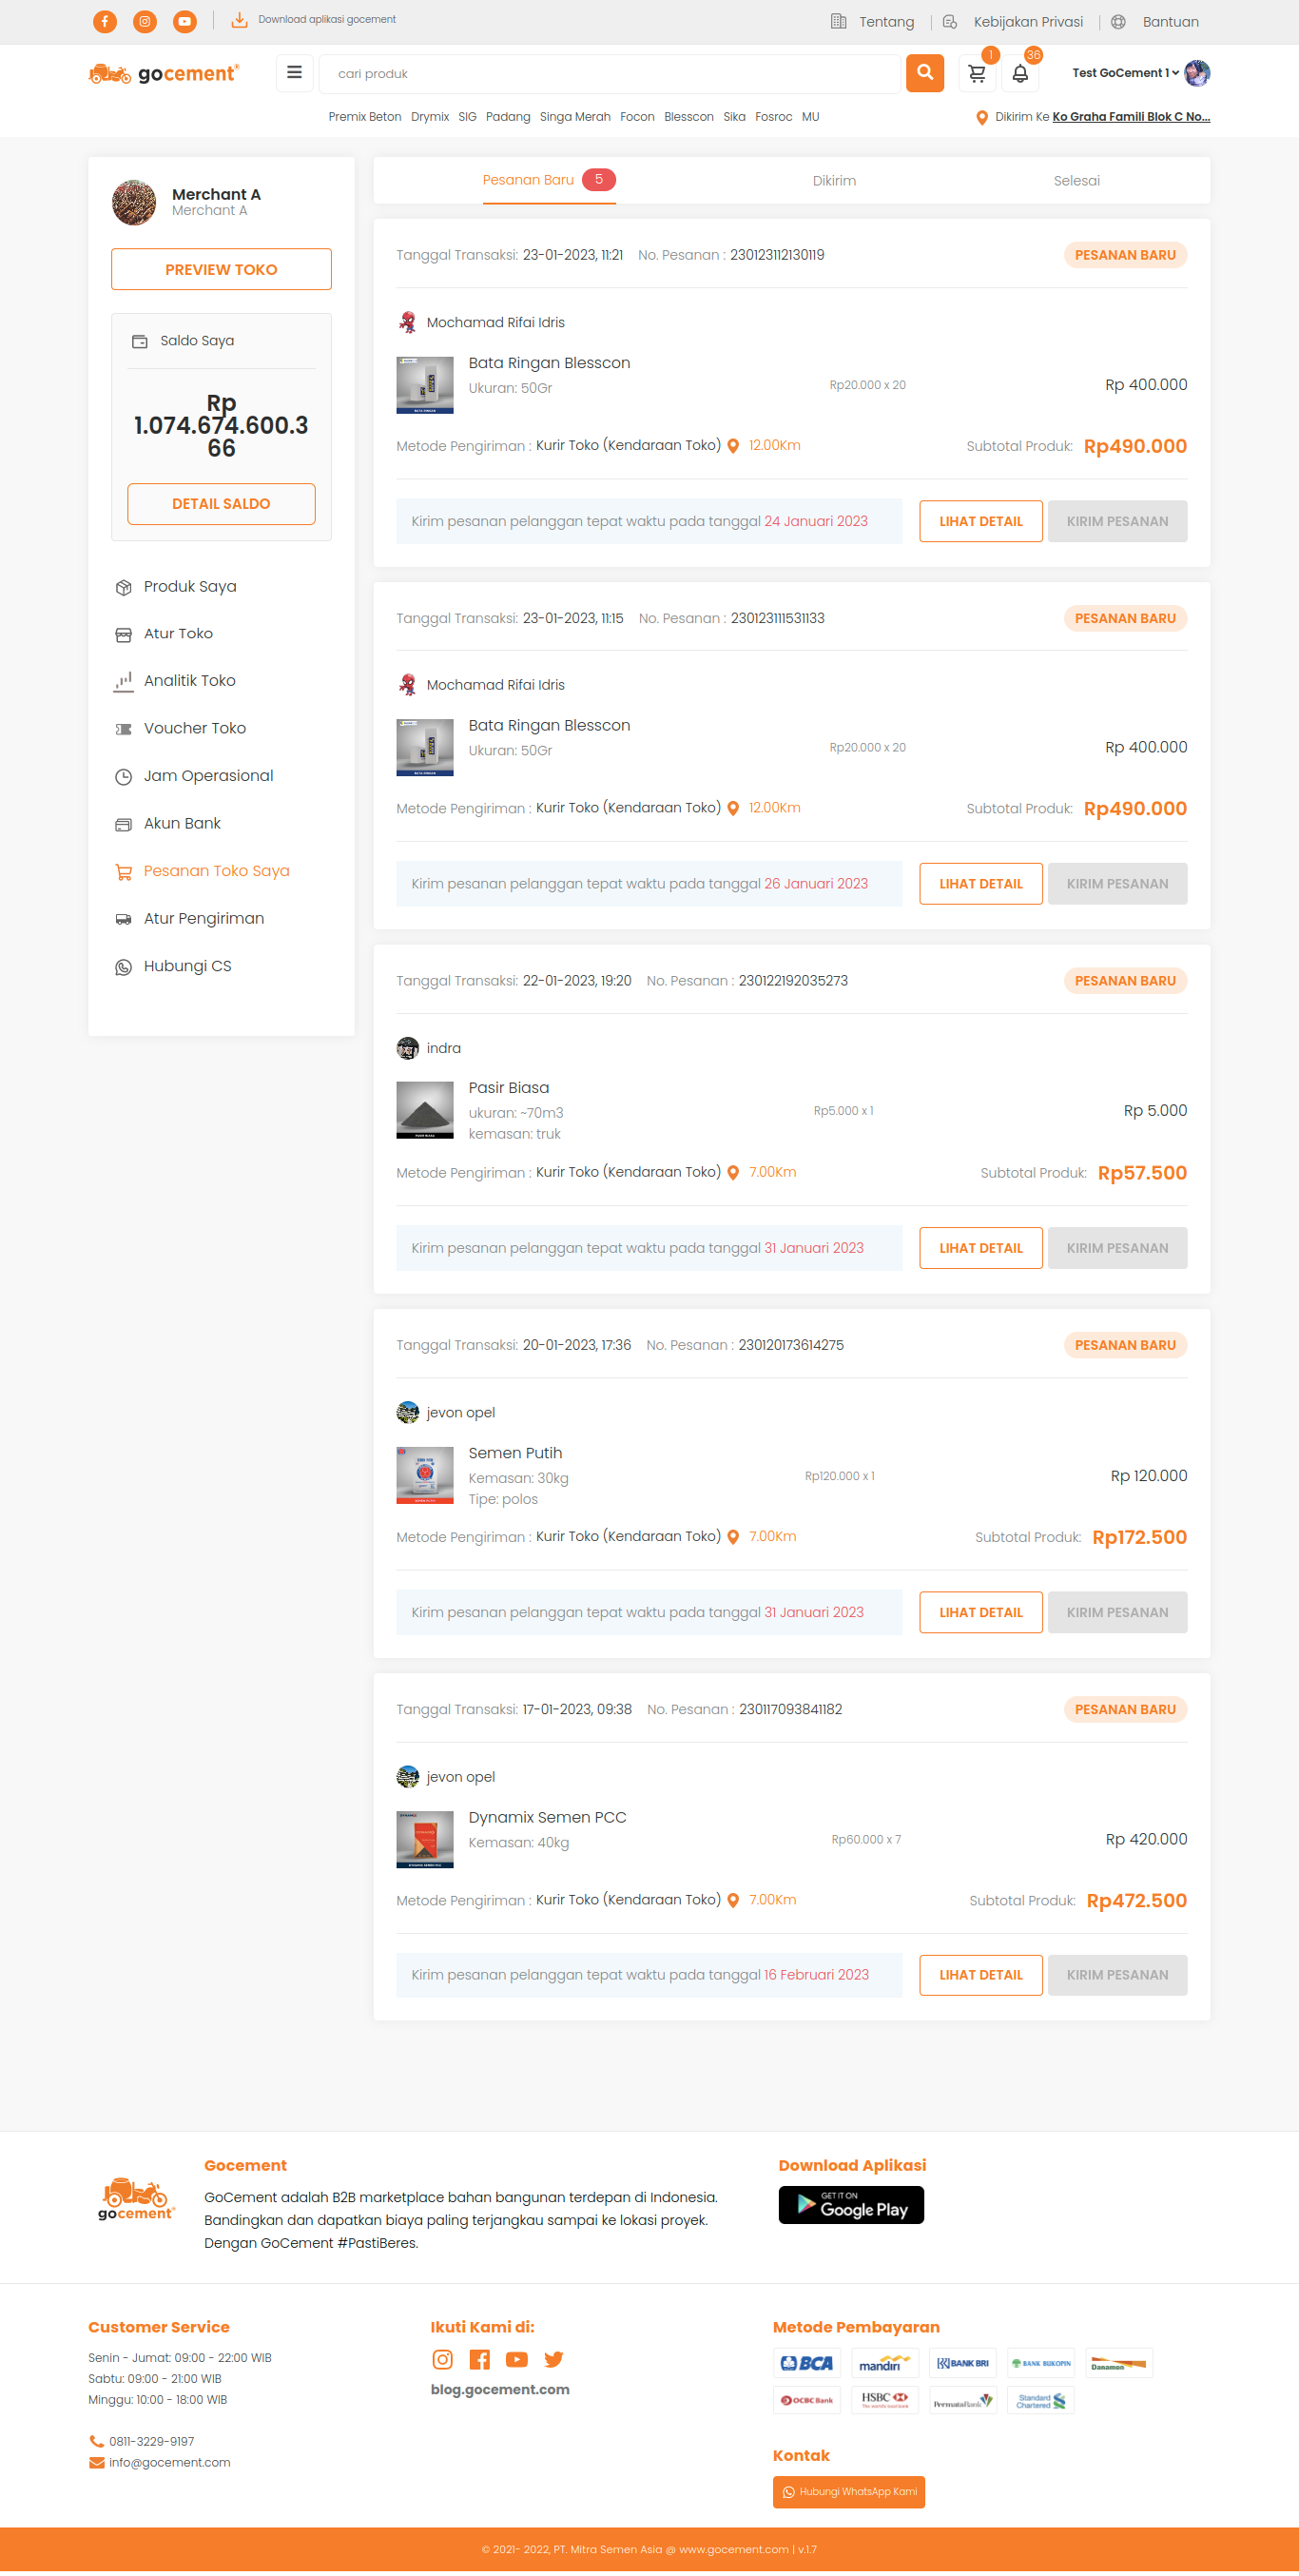 Download aplikasi gocement
Tentang
Kebijakan Privasi
Bantuan
gocement
cari produk
1
36
Test GoCement 1
Premix Beton Drymix SIG Padang Singa Merah Focon Blesscon Sika Fosroc MU
Dikirim Ke Ko Graha Famili Blok C No...
Merchant A
Merchant A
PREVIEW TOKO
Saldo Saya
Rp
1.074.674.600.3
66
DETAIL SALDO
Produk Saya
Atur Toko
Analitik Toko
Voucher Toko
Jam Operasional
Akun Bank
Pesanan Toko Saya
Atur Pengiriman
Hubungi CS
Pesanan Baru 5
Dikirim
Selesai
Tanggal Transaksi: 23-01-2023, 11:21 No. Pesanan : 230123112130119
PESANAN BARU
Mochamad Rifai Idris
Bata Ringan Blesscon
Ukuran: 50Gr
Rp20.000 x 20
Rp 400.000
BATA RINGAN
Metode Pengiriman : Kurir Toko (Kendaraan Toko) 12.00Km
Subtotal Produk: Rp490.000
Kirim pesanan pelanggan tepat waktu pada tanggal 24 Januari 2023
LIHAT DETAIL
KIRIM PESANAN
Tanggal Transaksi: 23-01-2023, 11:15 No. Pesanan : 230123111531133
PESANAN BARU
Mochamad Rifai Idris
Bata Ringan Blesscon
Ukuran: 50Gr
Rp20.000 x 20
Rp 400.000
BATA RINGAN
Metode Pengiriman : Kurir Toko (Kendaraan Toko) 12.00Km
Subtotal Produk: Rp490.000
Kirim pesanan pelanggan tepat waktu pada tanggal 26 Januari 2023
LIHAT DETAIL
KIRIM PESANAN
Tanggal Transaksi: 22-01-2023, 19:20 No. Pesanan : 230122192035273
PESANAN BARU
indra
Pasir Biasa
ukuran: ~70m3
kemasan: truk
Rp5.000 x 1
Rp 5.000
PASIR BIASA
Metode Pengiriman : Kurir Toko (Kendaraan Toko) 7.00Km
Subtotal Produk: Rp57.500
Kirim pesanan pelanggan tepat waktu pada tanggal 31 Januari 2023
LIHAT DETAIL
KIRIM PESANAN
Tanggal Transaksi: 20-01-2023, 17:36 No. Pesanan : 230120173614275
PESANAN BARU
jevon opel
Semen Putih
Kemasan: 30kg
Tipe: polos
Rp120.000 x 1
Rp 120.000
SEMEN PUTIH
Metode Pengiriman : Kurir Toko (Kendaraan Toko) 7.00Km
Subtotal Produk: Rp172.500
Kirim pesanan pelanggan tepat waktu pada tanggal 31 Januari 2023
LIHAT DETAIL
KIRIM PESANAN
Tanggal Transaksi: 17-01-2023, 09:38 No. Pesanan : 230117093841182
PESANAN BARU
jevon opel
Dynamix Semen PCC
Kemasan: 40kg
Rp60.000 x 7
Rp 420.000
DYNAMIX SEMEN PCC
Metode Pengiriman : Kurir Toko (Kendaraan Toko) 7.00Km
Subtotal Produk: Rp472.500
Kirim pesanan pelanggan tepat waktu pada tanggal 16 Februari 2023
LIHAT DETAIL
KIRIM PESANAN
gocement
Gocement
GoCement adalah B2B marketplace bahan bangunan terdepan di Indonesia.
Bandingkan dan dapatkan biaya paling terjangkau sampai ke lokasi proyek.
Dengan GoCement #PastiBeres.
Download Aplikasi
GET IT ON
Google Play
Customer Service
Senin - Jumat: 09:00 - 22:00 WIB
Sabtu: 09:00 - 21:00 WIB
Minggu: 10:00 - 18:00 WIB
0811-3229-9197
info@gocement.com
Ikuti Kami di:
blog.gocement.com
Metode Pembayaran
BCA
mandiri
BANK BRI
BANK BUKOPIN
Danamon
OCBC Bank
HSBC
The world's local bank
PermataBank
Standard
Chartered
Kontak
Hubungi WhatsApp Kami
© 2021- 2022, PT. Mitra Semen Asia @ www.gocement.com | v.1.7